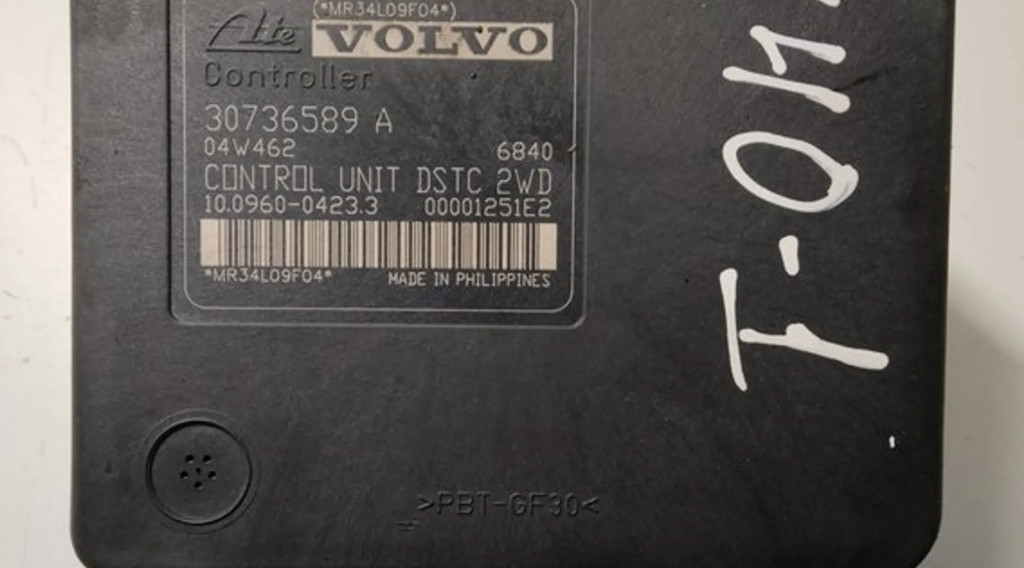 (*MR34L09F04*)
Ate VOLVO
Controller
30736589 A
04W462 6840
CONTROL UNIT DSTC 2WD
10.0960-0423.3 00001251E2
*MR34L09F04* MADE IN PHILIPPINES
>PBT-GF30<